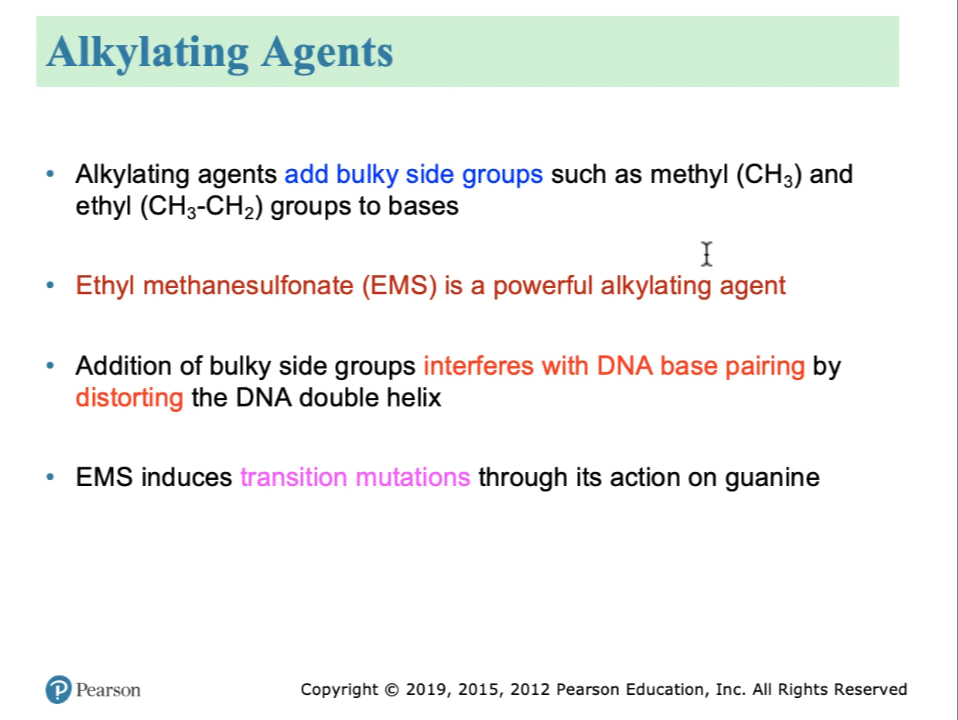 Alkylating Agents
• Alkylating agents add bulky side groups such as methyl (CH₃) and
ethyl (CH₃-CH₂) groups to bases
• Ethyl methanesulfonate (EMS) is a powerful alkylating agent
• Addition of bulky side groups interferes with DNA base pairing by
distorting the DNA double helix
• EMS induces transition mutations through its action on guanine
P Pearson
Copyright © 2019, 2015, 2012 Pearson Education, Inc. All Rights Reserved